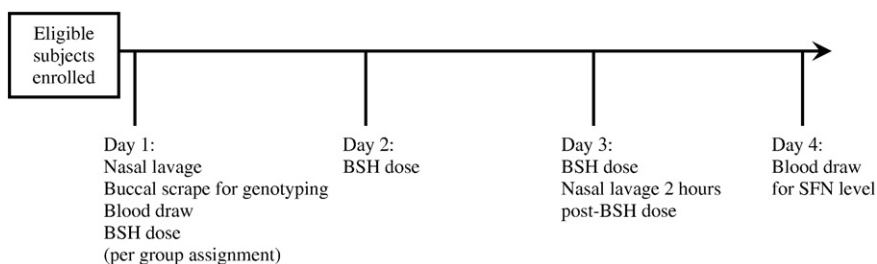 Eligible
subjects
enrolled
Day 1:
Nasal lavage
Buccal scrape for genotyping
Blood draw
BSH dose
(per group assignment)
Day 2:
BSH dose
Day 3:
BSH dose
Nasal lavage 2 hours
post-BSH dose
Day 4:
Blood draw
for SFN level